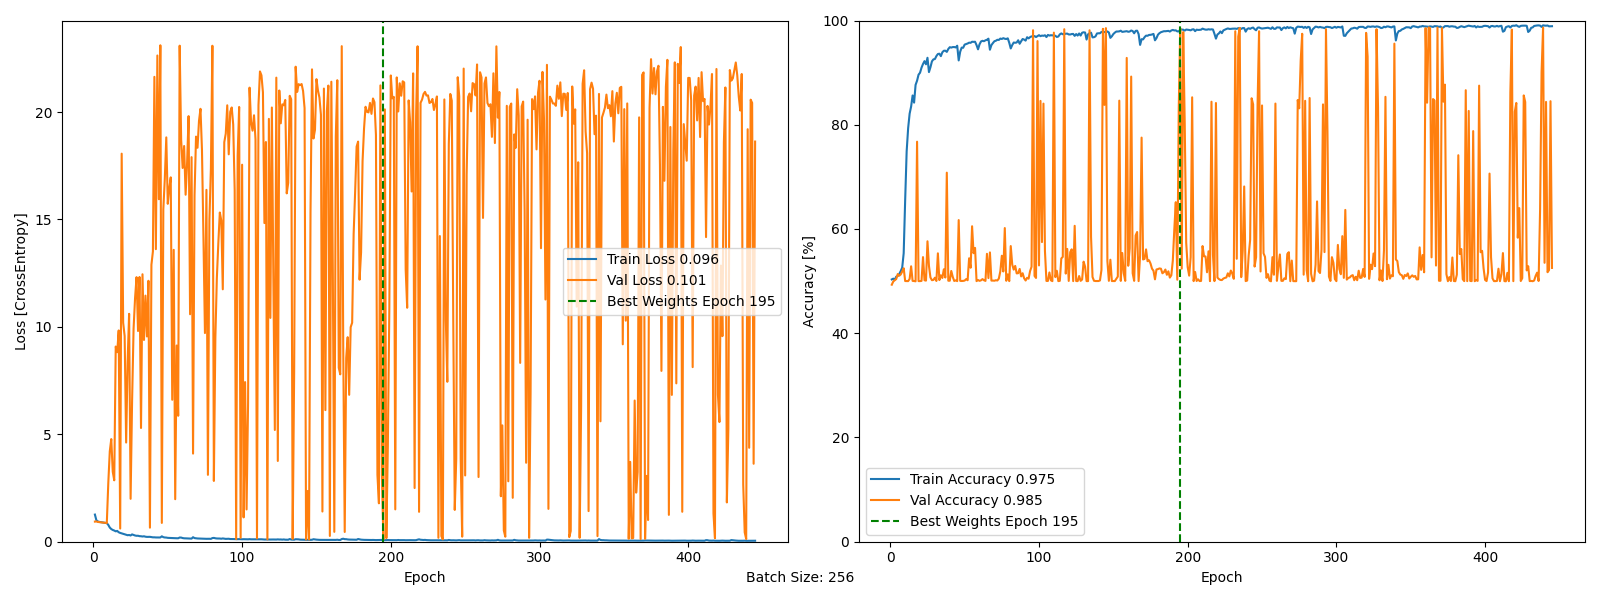 Loss [CrossEntropy]
20
15
10
5
0
0
100
200
300
400
Epoch
Train Loss 0.096
Val Loss 0.101
Best Weights Epoch 195
Accuracy [%]
100
80
60
40
20
0
0
100
200
300
400
Epoch
Train Accuracy 0.975
Val Accuracy 0.985
Best Weights Epoch 195
Batch Size: 256